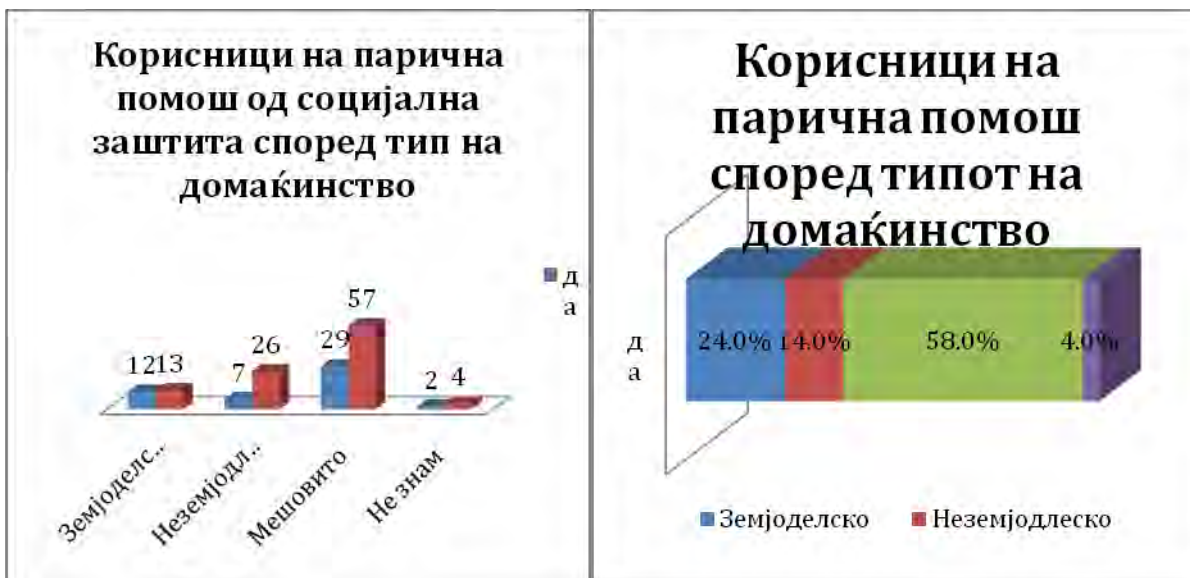 Корисници на парична
помош од социјална
заштита според тип на
домаќинство
да
12 13
7 26
29 57
2 4
Земјоделс..
Неземјодл..
Мешовито
Не знам
Корисници на
парична помош
според типот на
домаќинство
да
24.0% 14.0% 58.0% 4.0%
Земјоделско Неземјодлеско